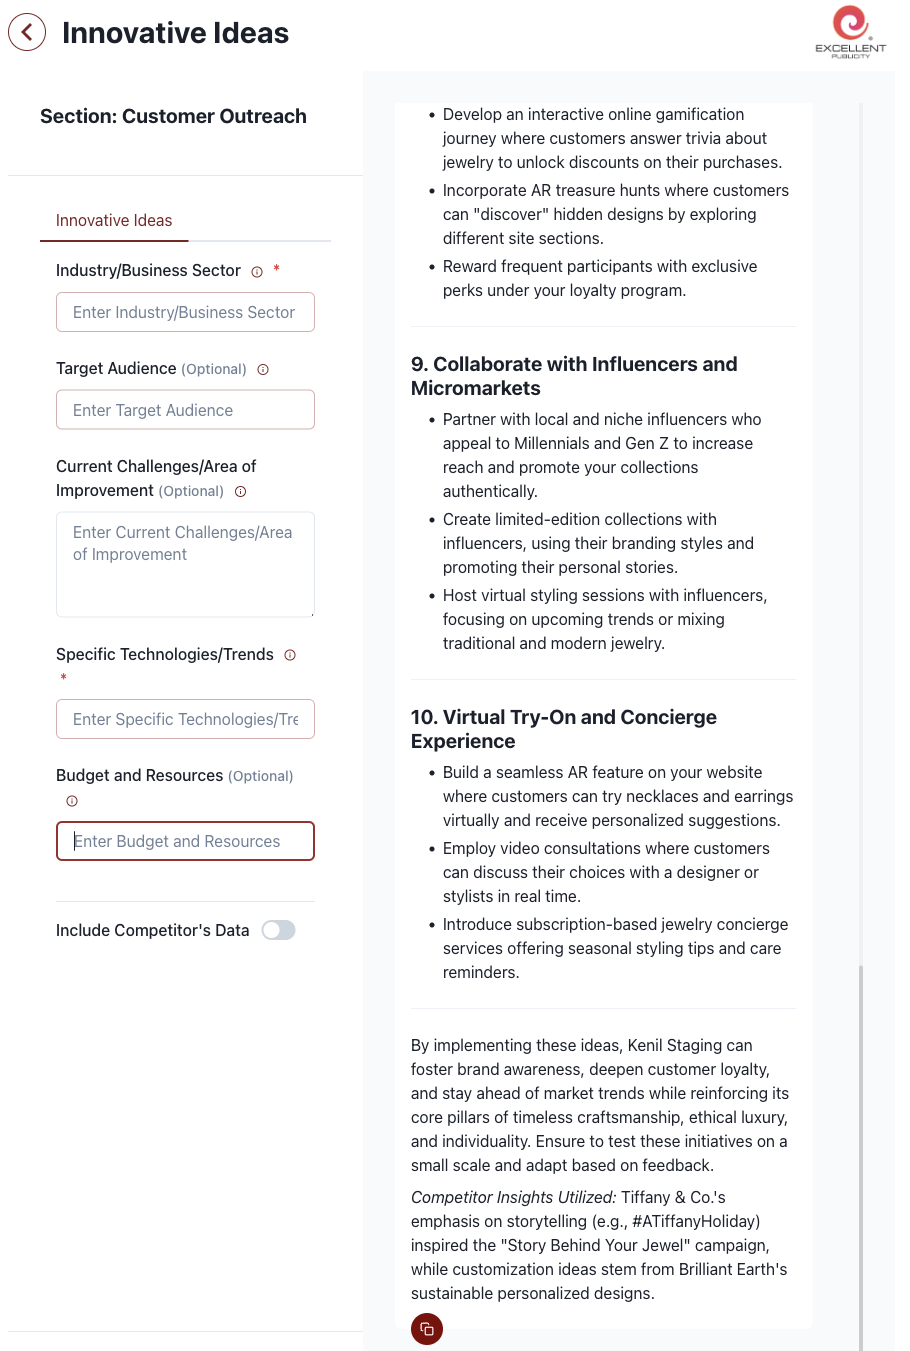 Innovative Ideas
EXCELLENT
PUBLICITY
Section: Customer Outreach
Innovative Ideas
Industry/Business Sector *
Enter Industry/Business Sector
Target Audience (Optional)
Enter Target Audience
Current Challenges/Area of
Improvement (Optional)
Enter Current Challenges/Area
of Improvement
Specific Technologies/Trends
*
Enter Specific Technologies/Tre
Budget and Resources (Optional)
Enter Budget and Resources
Include Competitor's Data
• Develop an interactive online gamification
journey where customers answer trivia about
jewelry to unlock discounts on their purchases.
• Incorporate AR treasure hunts where customers
can "discover" hidden designs by exploring
different site sections.
• Reward frequent participants with exclusive
perks under your loyalty program.
9. Collaborate with Influencers and
Micromarkets
• Partner with local and niche influencers who
appeal to Millennials and Gen Z to increase
reach and promote your collections
authentically.
• Create limited-edition collections with
influencers, using their branding styles and
promoting their personal stories.
• Host virtual styling sessions with influencers,
focusing on upcoming trends or mixing
traditional and modern jewelry.
10. Virtual Try-On and Concierge
Experience
• Build a seamless AR feature on your website
where customers can try necklaces and earrings
virtually and receive personalized suggestions.
• Employ video consultations where customers
can discuss their choices with a designer or
stylists in real time.
• Introduce subscription-based jewelry concierge
services offering seasonal styling tips and care
reminders.
By implementing these ideas, Kenil Staging can
foster brand awareness, deepen customer loyalty,
and stay ahead of market trends while reinforcing its
core pillars of timeless craftsmanship, ethical luxury,
and individuality. Ensure to test these initiatives on a
small scale and adapt based on feedback.
Competitor Insights Utilized: Tiffany & Co.'s
emphasis on storytelling (e.g., #ATiffanyHoliday)
inspired the "Story Behind Your Jewel" campaign,
while customization ideas stem from Brilliant Earth's
sustainable personalized designs.